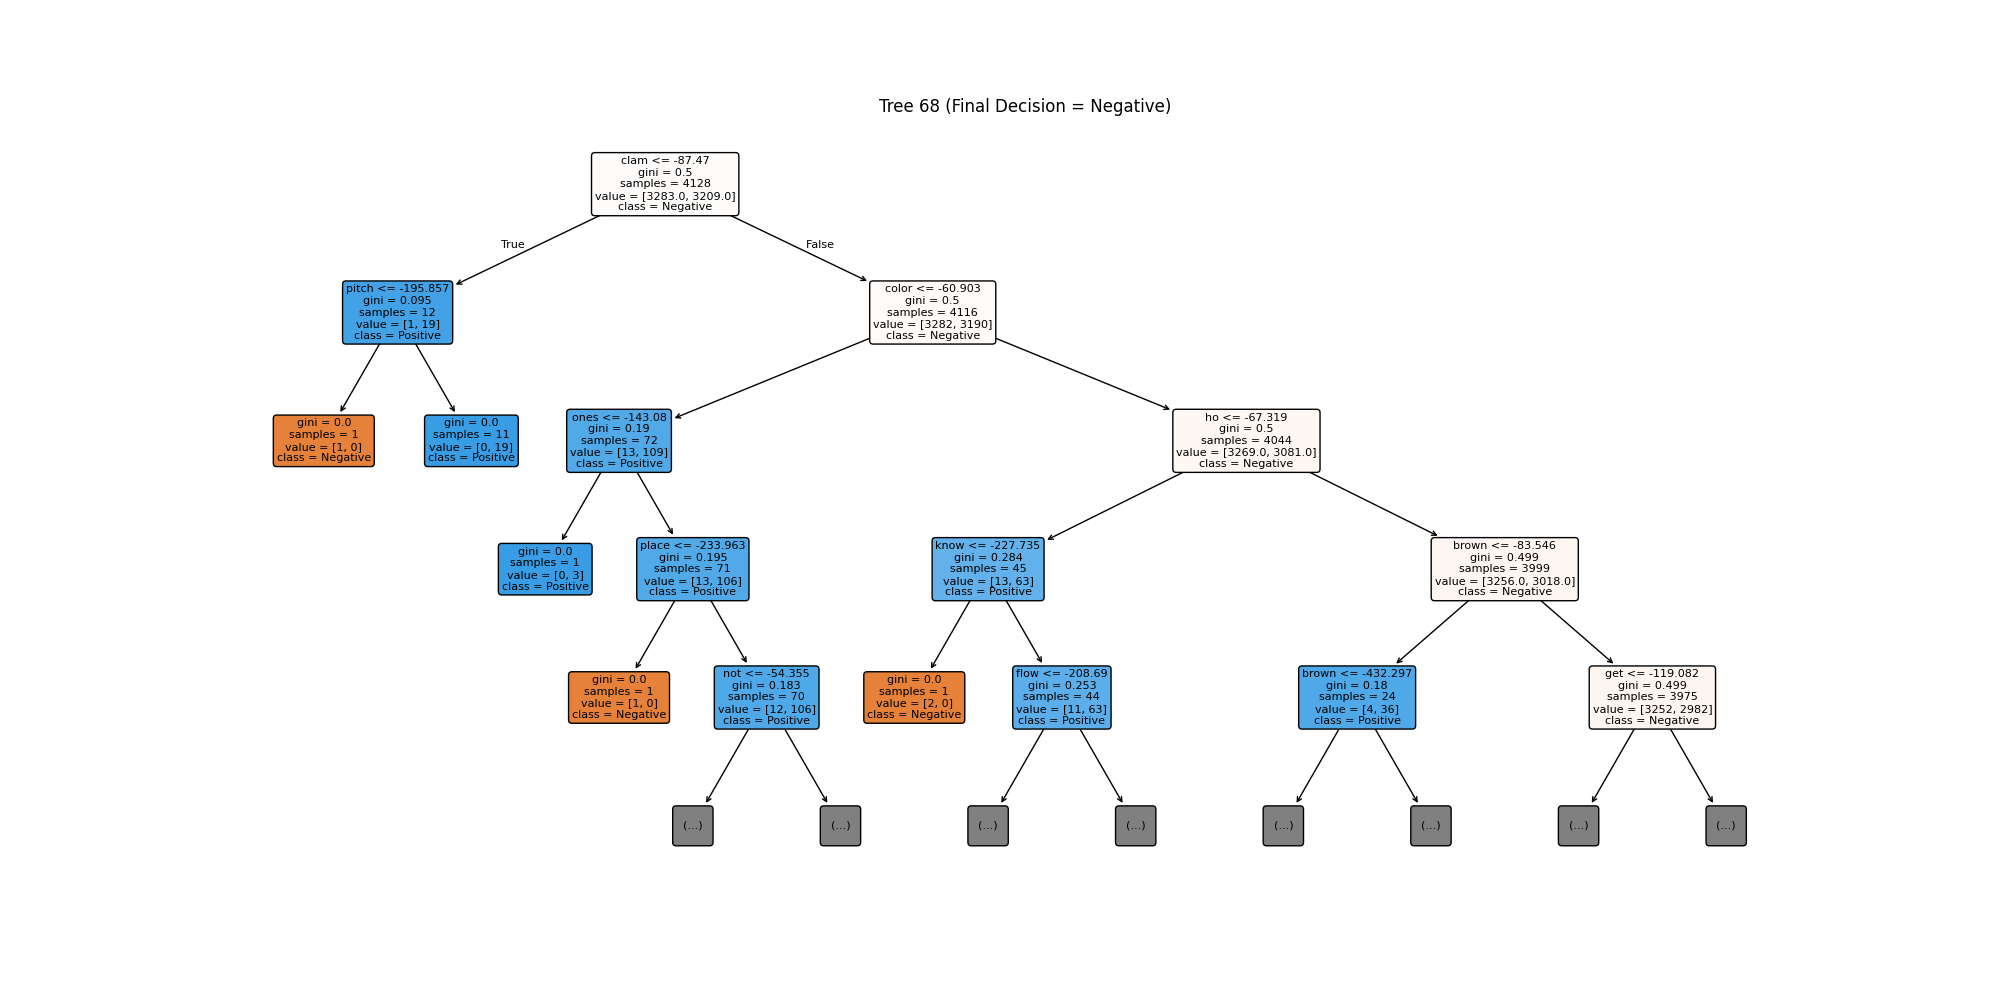 Tree 68 (Final Decision = Negative)
clam <= -87.47
gini = 0.5
samples = 4128
value = [3283.0, 3209.0]
class = Negative
True
False
pitch <= -195.857
gini = 0.095
samples = 12
value = [1, 19]
class = Positive
color <= -60.903
gini = 0.5
samples = 4116
value = [3282, 3190]
class = Negative
gini = 0.0
samples = 1
value = [1, 0]
class = Negative
gini = 0.0
samples = 11
value = [0, 19]
class = Positive
ones <= -143.08
gini = 0.19
samples = 72
value = [13, 109]
class = Positive
ho <= -67.319
gini = 0.5
samples = 4044
value = [3269.0, 3081.0]
class = Negative
gini = 0.0
samples = 1
value = [0, 3]
class = Positive
place <= -233.963
gini = 0.195
samples = 71
value = [13, 106]
class = Positive
know <= -227.735
gini = 0.284
samples = 45
value = [13, 63]
class = Positive
brown <= -83.546
gini = 0.499
samples = 3999
value = [3256.0, 3018.0]
class = Negative
gini = 0.0
samples = 1
value = [1, 0]
class = Negative
not <= -54.355
gini = 0.183
samples = 70
value = [12, 106]
class = Positive
gini = 0.0
samples = 1
value = [2, 0]
class = Negative
flow <= -208.69
gini = 0.253
samples = 44
value = [11, 63]
class = Positive
brown <= -432.297
gini = 0.18
samples = 24
value = [4, 36]
class = Positive
get <= -119.082
gini = 0.499
samples = 3975
value = [3252, 2982]
class = Negative
(...)
(...)
(...)
(...)
(...)
(...)
(...)
(...)